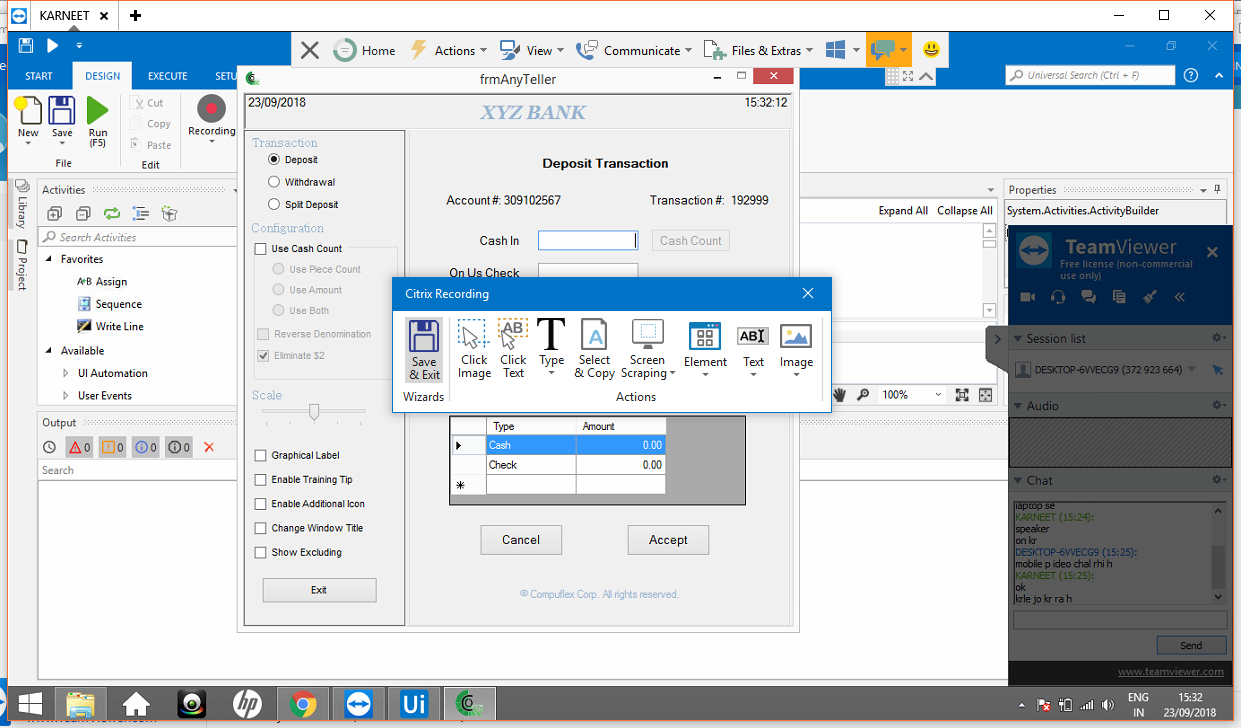 KARNEET
Home
Actions
View
Communicate
Files & Extras
START
DESIGN
EXECUTE
SETU
frmAnyTeller
Universal Search (Ctrl + F)
New
Save
Run
(F5)
File
Cut
Copy
Paste
Edit
Recording
23/09/2018
XYZ BANK
15:32:12
Transaction
Deposit
Withdrawal
Split Deposit
Configuration
Use Cash Count
Use Piece Count
Use Amount
Use Both
Reverse Denomination
Eliminate $2
Scale
Graphical Label
Enable Training Tip
Enable Additional Icon
Change Window Title
Show Excluding
Exit
Deposit Transaction
Account #: 309102567
Transaction #: 192999
Cash In
Cash Count
On Us Check
Citrix Recording
Save
& Exit
Wizards
Click
Image
AB
Click
Text
Type
Select
& Copy
Screen
Scraping
Element
Text
Image
Actions
Type Amount
Cash 0.00
Check 0.00
Cancel
Accept
© Compuflex Corp. All rights reserved.
Library
Project
Activities
Search Activities
Favorites
A+B Assign
Sequence
Write Line
Available
UI Automation
User Events
Output
0
0
0
0
Search
Expand All Collapse All
100%
Properties
System.Activities.ActivityBuilder
TeamViewer
Free license (non-commercial
use only)
Session list
DESKTOP-6VVECG9 (372 923 664)
Audio
Chat
laptop se
KARNEET (15:24):
speaker
on kr
DESKTOP-6VVECG9 (15:25):
mobile p ideo chal rhi h
KARNEET (15:25):
ok
krle jo kr ra h
Send
www.teamviewer.com
hp
Ui
ENG
IN
15:32
23/09/2018